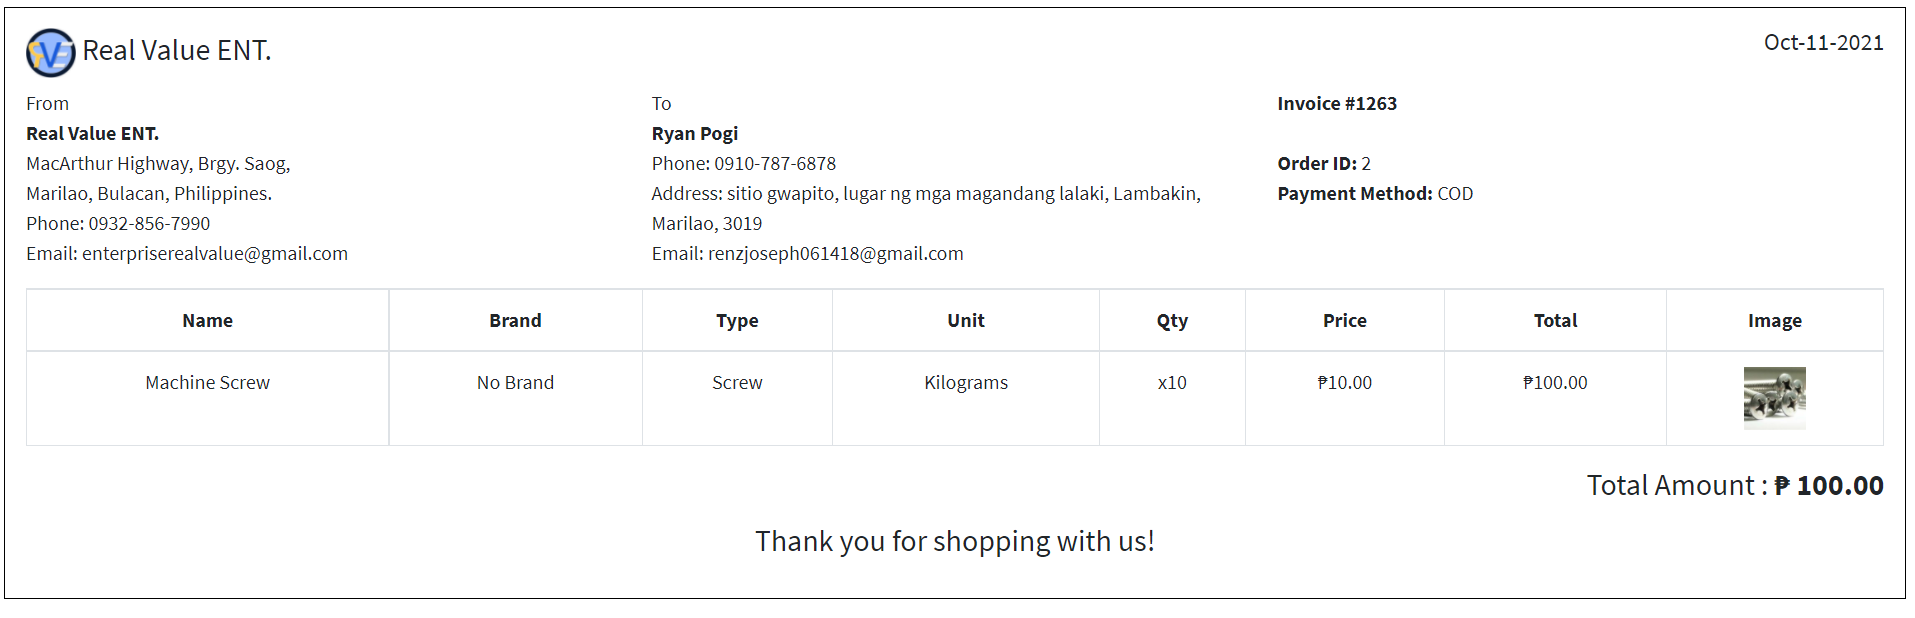 Real Value ENT.
Oct-11-2021
From
Real Value ENT.
MacArthur Highway, Brgy. Saog,
Marilao, Bulacan, Philippines.
Phone: 0932-856-7990
Email: enterpriserealvalue@gmail.com
To
Ryan Pogi
Phone: 0910-787-6878
Address: sitio gwapito, lugar ng mga magandang lalaki, Lambakin,
Marilao, 3019
Email: renzjoseph061418@gmail.com
Invoice #1263
Order ID: 2
Payment Method: COD
Name Brand Type Unit Qty Price Total Image
Machine Screw No Brand Screw Kilograms x10 ₱10.00 ₱100.00
Total Amount : ₱ 100.00
Thank you for shopping with us!